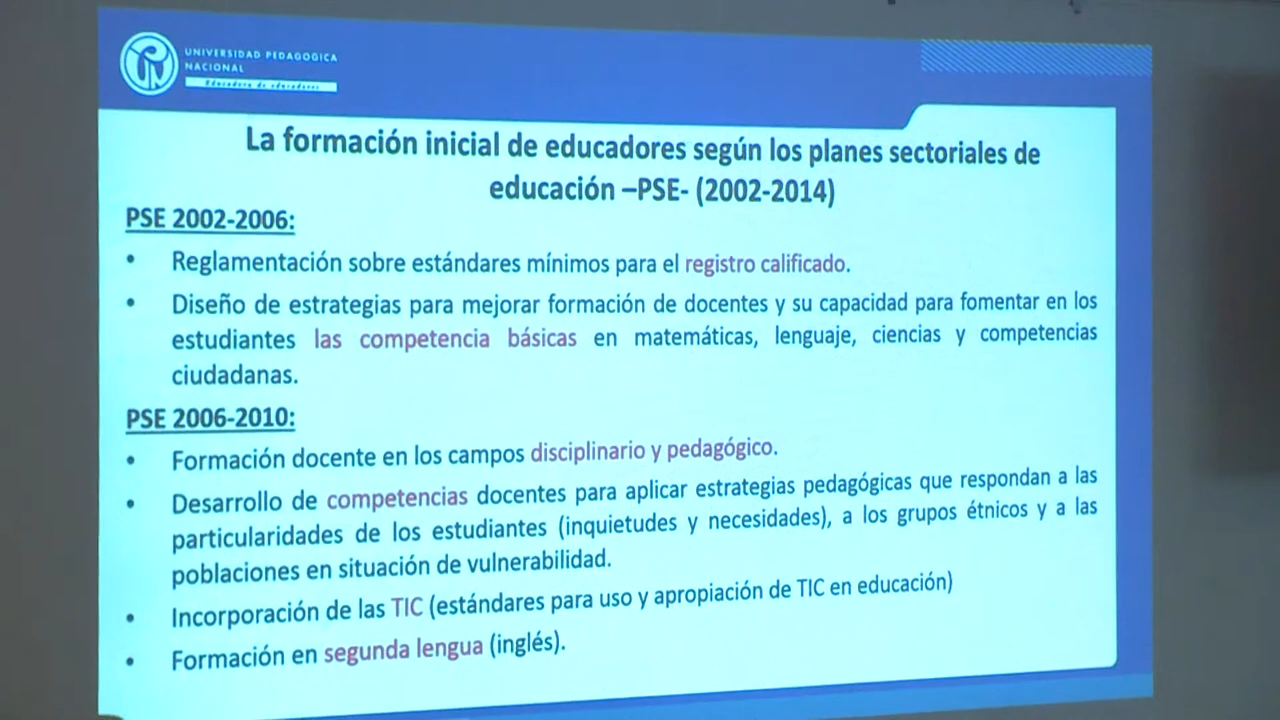 UNIVERSIDAD PEDAGOGICA
NACIONAL
Educadora de educadores
La formación inicial de educadores según los planes sectoriales de
educación –PSE- (2002-2014)
PSE 2002-2006:
• Reglamentación sobre estándares mínimos para el registro calificado.
• Diseño de estrategias para mejorar formación de docentes y su capacidad para fomentar en los
estudiantes las competencia básicas en matemáticas, lenguaje, ciencias y competencias
ciudadanas.
PSE 2006-2010:
• Formación docente en los campos disciplinario y pedagógico.
• Desarrollo de competencias docentes para aplicar estrategias pedagógicas que respondan a las
particularidades de los estudiantes (inquietudes y necesidades), a los grupos étnicos y a las
poblaciones en situación de vulnerabilidad.
• Incorporación de las TIC (estándares para uso y apropiación de TIC en educación)
• Formación en segunda lengua (inglés).